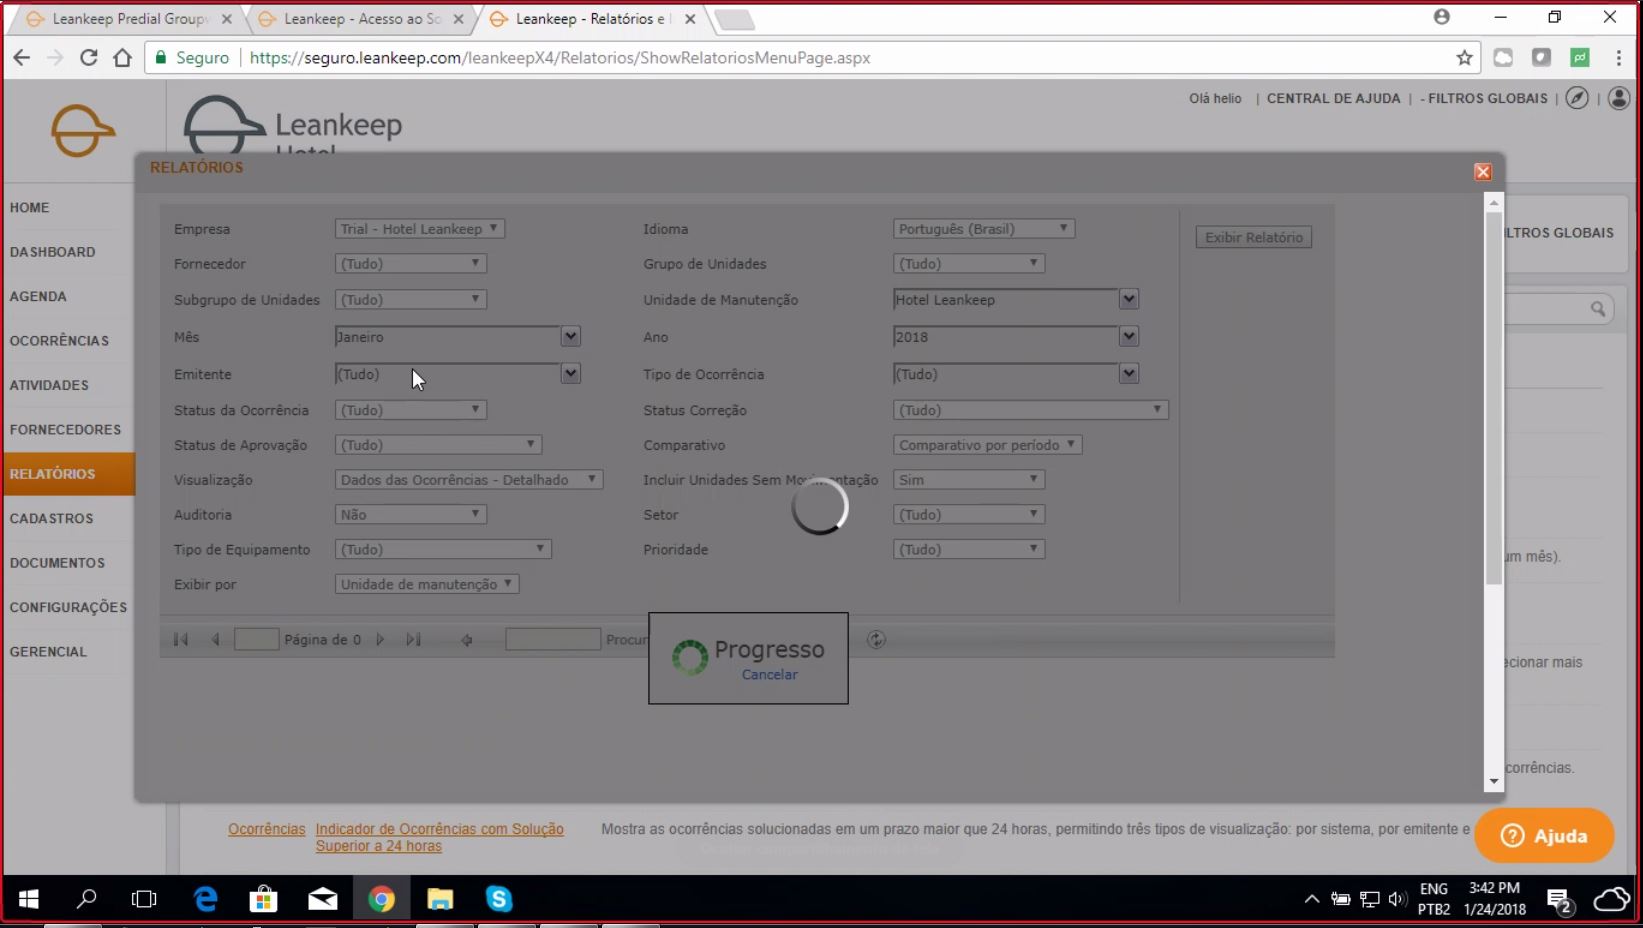 Leankeep Predial Groupw
Leankeep - Acesso ao So
Leankeep - Relatórios e
Seguro
https://seguro.leankeep.com/leankeepX4/Relatorios/ShowRelatoriosMenuPage.aspx
Leankeep
Hotel
Olá helio | CENTRAL DE AJUDA | - FILTROS GLOBAIS |
RELATÓRIOS
HOME
DASHBOARD
AGENDA
OCORRÊNCIAS
ATIVIDADES
FORNECEDORES
RELATÓRIOS
CADASTROS
DOCUMENTOS
CONFIGURAÇÕES
GERENCIAL
Empresa Trial - Hotel Leankeep Idioma Português (Brasil) Exibir Relatório
Fornecedor (Tudo) Grupo de Unidades (Tudo)
Subgrupo de Unidades (Tudo) Unidade de Manutenção Hotel Leankeep
Mês Janeiro Ano 2018
Emitente (Tudo) Tipo de Ocorrência (Tudo)
Status da Ocorrência (Tudo) Status Correção (Tudo)
Status de Aprovação (Tudo) Comparativo Comparativo por período
Visualização Dados das Ocorrências - Detalhado Incluir Unidades Sem Movimentação Sim
Auditoria Não Setor (Tudo)
Tipo de Equipamento (Tudo) Prioridade (Tudo)
Exibir por Unidade de manutenção
Página de 0 Procur
Progresso
Cancelar
LTROS GLOBAIS
um mês).
ecionar mais
corrências.
Ocorrências Indicador de Ocorrências com Solução Mostra as ocorrências solucionadas em um prazo maior que 24 horas, permitindo três tipos de visualização: por sistema, por emitente e
Superior a 24 horas
Ajuda
ENG 3:42 PM
PTB2 1/24/2018
2